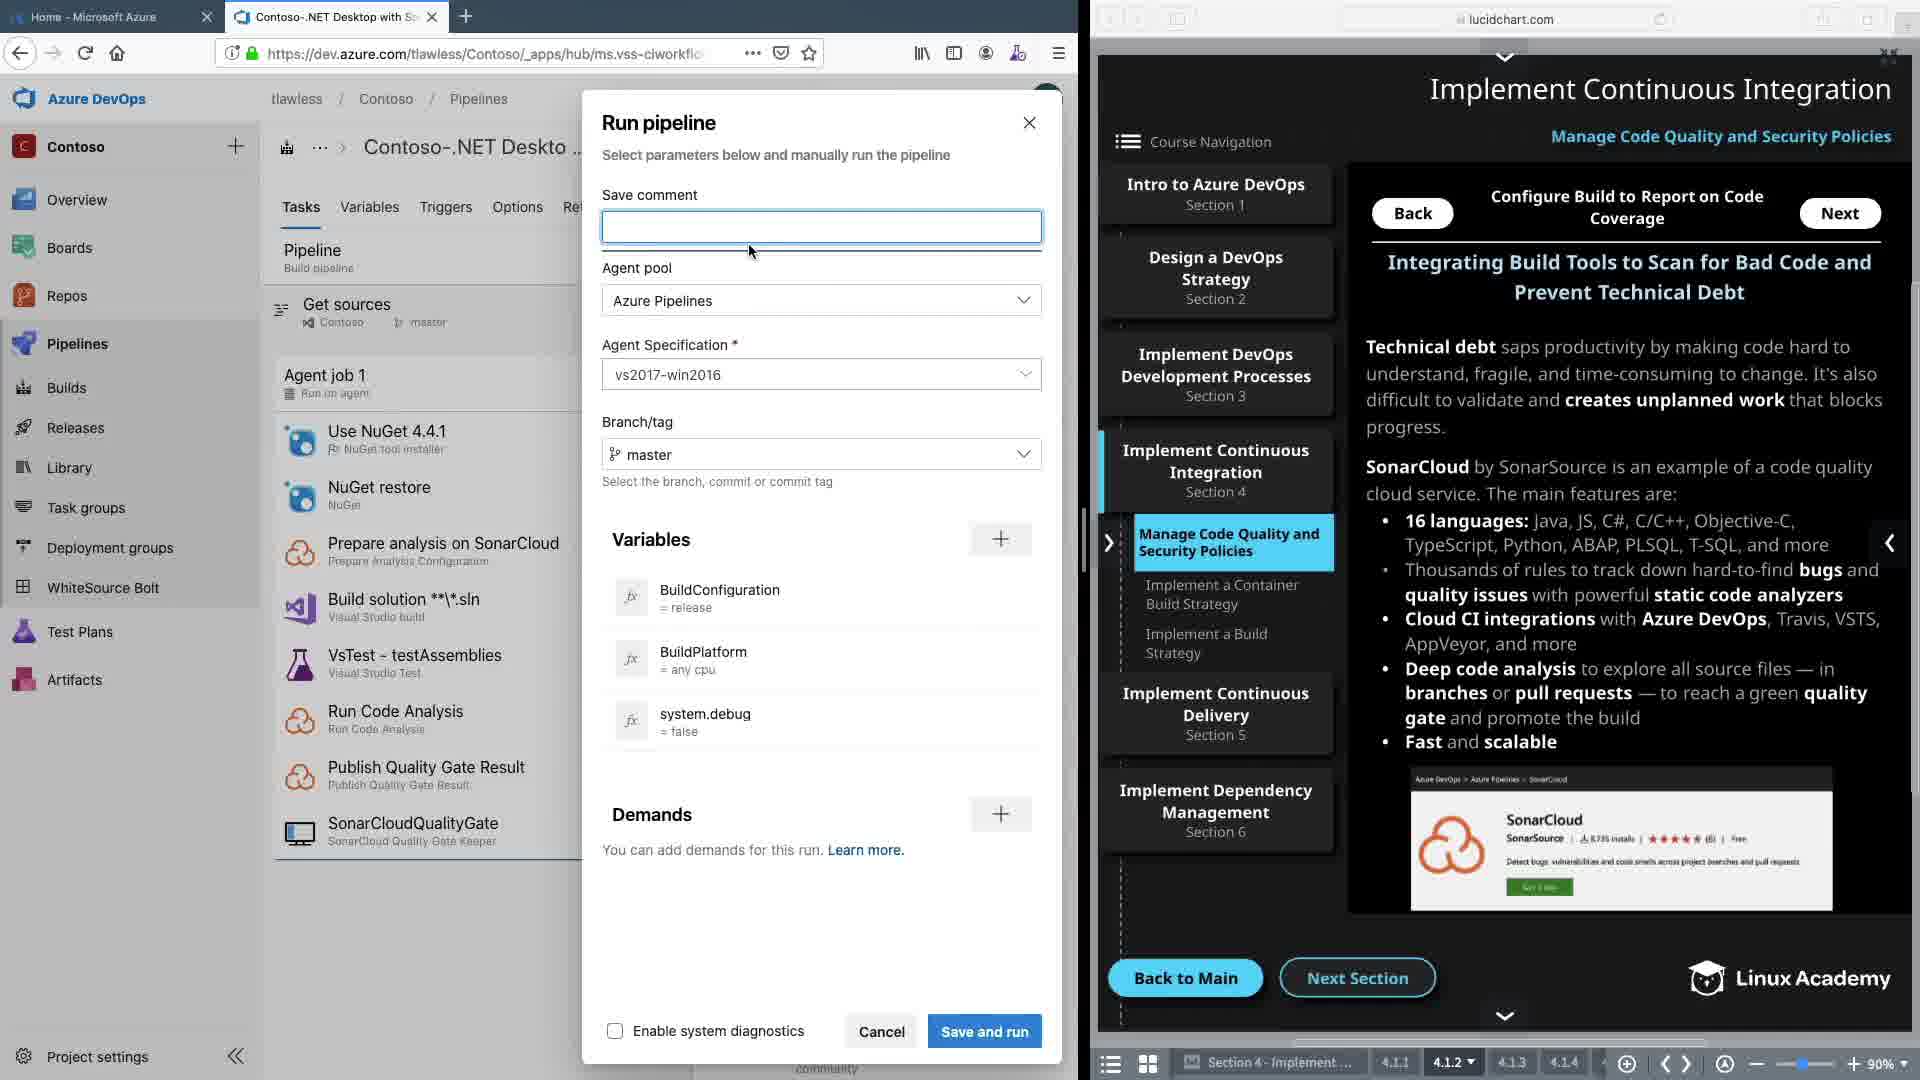 Home - Microsoft Azure
Contoso-.NET Desktop with So
https://dev.azure.com/tlawless/Contoso/_apps/hub/ms.vss-ciworkflo
Azure DevOps
tlawless / Contoso / Pipelines
Contoso
Overview
Boards
Repos
Pipelines
Builds
Releases
Library
Task groups
Deployment groups
WhiteSource Bolt
Test Plans
Artifacts
Project settings
Contoso-.NET Deskto ...
Tasks
Variables
Triggers
Options
Ret
Pipeline
Build pipeline
Get sources
Contoso
master
Agent job 1
Run on agent
Use NuGet 4.4.1
NuGet tool installer
NuGet restore
NuGet
Prepare analysis on SonarCloud
Prepare Analysis Configuration
Build solution **\*.sln
Visual Studio build
VsTest - testAssemblies
Visual Studio Test
Run Code Analysis
Run Code Analysis
Publish Quality Gate Result
Publish Quality Gate Result
SonarCloudQualityGate
SonarCloud Quality Gate Keeper
community
Run pipeline
Select parameters below and manually run the pipeline
Save comment
Agent pool
Azure Pipelines
Agent Specification *
vs2017-win2016
Branch/tag
master
Select the branch, commit or commit tag
Variables
BuildConfiguration
= release
BuildPlatform
= any cpu
system.debug
= false
Demands
You can add demands for this run. Learn more.
Enable system diagnostics
Cancel
Save and run
lucidchart.com
Implement Continuous Integration
Manage Code Quality and Security Policies
Course Navigation
Intro to Azure DevOps
Section 1
Design a DevOps
Strategy
Section 2
Implement DevOps
Development Processes
Section 3
Implement Continuous
Integration
Section 4
Manage Code Quality and
Security Policies
Implement a Container
Build Strategy
Implement a Build
Strategy
Implement Continuous
Delivery
Section 5
Implement Dependency
Management
Section 6
Back
Configure Build to Report on Code
Coverage
Next
Integrating Build Tools to Scan for Bad Code and
Prevent Technical Debt
Technical debt saps productivity by making code hard to
understand, fragile, and time-consuming to change. It's also
difficult to validate and creates unplanned work that blocks
progress.
SonarCloud by SonarSource is an example of a code quality
cloud service. The main features are:
• 16 languages: Java, JS, C#, C/C++, Objective-C,
TypeScript, Python, ABAP, PLSQL, T-SQL, and more
• Thousands of rules to track down hard-to-find bugs and
quality issues with powerful static code analyzers
• Cloud CI integrations with Azure DevOps, Travis, VSTS,
AppVeyor, and more
• Deep code analysis to explore all source files — in
branches or pull requests — to reach a green quality
gate and promote the build
• Fast and scalable
Azure DevOps > Azure Pipelines > SonarCloud
SonarCloud
SonarSource | 8,735 installs | ★★★★★ (6) | Free
Detect bugs, vulnerabilities and code smells across project branches and pull requests
Get it free
Back to Main
Next Section
Linux Academy
Section 4 - Implement ...
4.1.1
4.1.2
4.1.3
4.1.4
90%